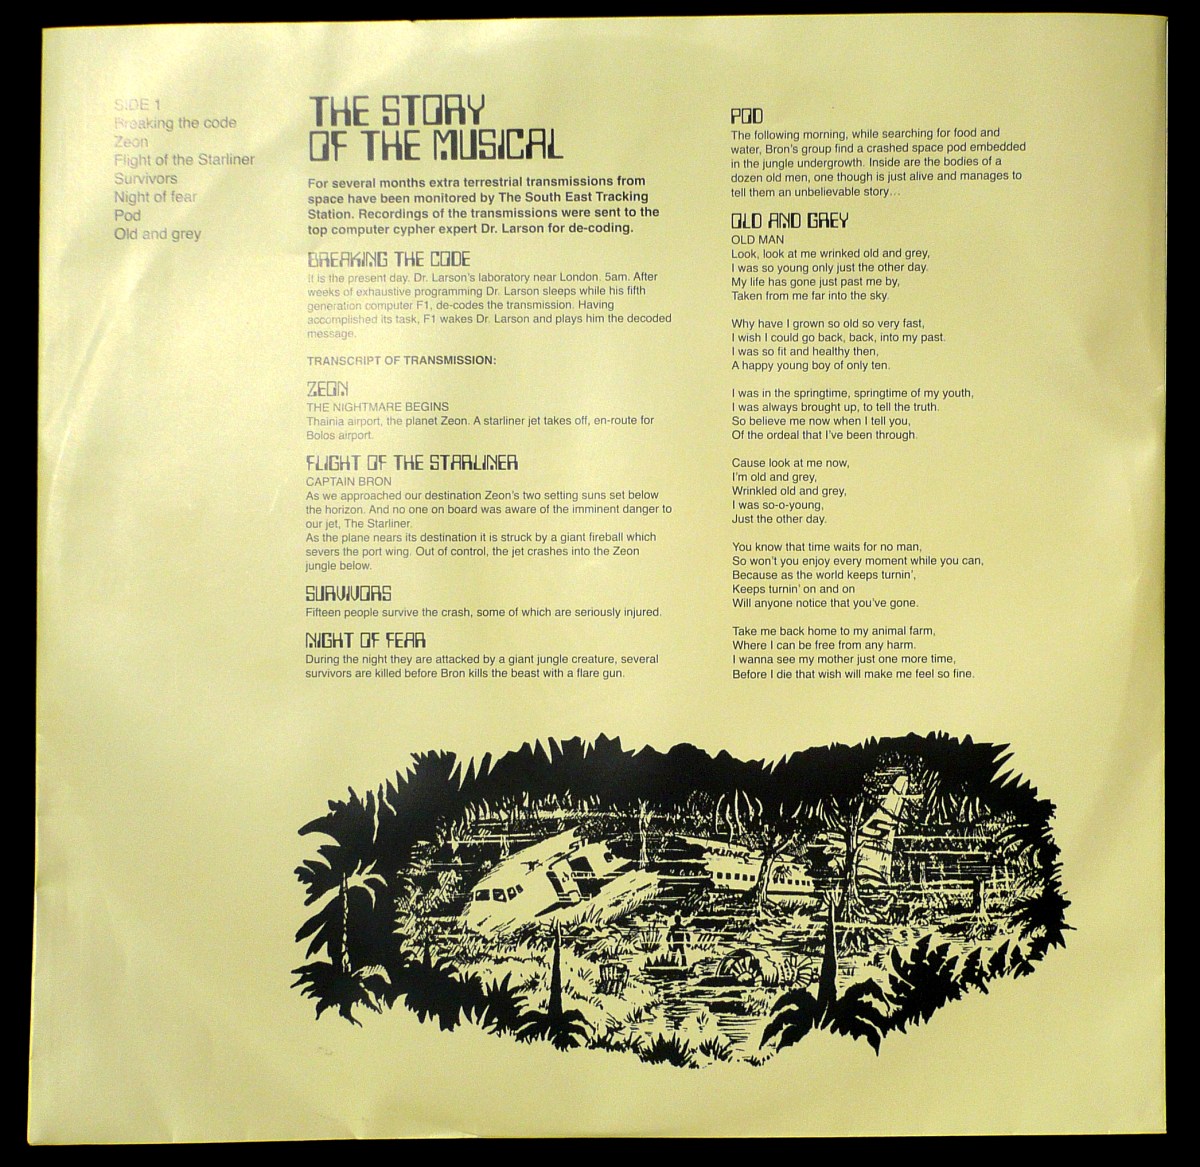 SIDE 1
Breaking the code
Zeon
Flight of the Starliner
Survivors
Night of fear
Pod
Old and grey
THE STORY
OF THE MUSICAL
For several months extra terrestrial transmissions from
space have been monitored by The South East Tracking
Station. Recordings of the transmissions were sent to the
top computer cypher expert Dr. Larson for de-coding.
BREAKING THE CODE
It is the present day. Dr. Larson's laboratory near London. 5am. After
weeks of exhaustive programming Dr. Larson sleeps while his fifth
generation computer F1, de-codes the transmission. Having
accomplished its task, F1 wakes Dr. Larson and plays him the decoded
message.
TRANSCRIPT OF TRANSMISSION:
ZEON
THE NIGHTMARE BEGINS
Thainia airport, the planet Zeon. A starliner jet takes off, en-route for
Bolos airport.
FLIGHT OF THE STARLINER
CAPTAIN BRON
As we approached our destination Zeon's two setting suns set below
the horizon. And no one on board was aware of the imminent danger to
our jet, The Starliner.
As the plane nears its destination it is struck by a giant fireball which
severs the port wing. Out of control, the jet crashes into the Zeon
jungle below.
SURVIVORS
Fifteen people survive the crash, some of which are seriously injured.
NIGHT OF FEAR
During the night they are attacked by a giant jungle creature, several
survivors are killed before Bron kills the beast with a flare gun.
POD
The following morning, while searching for food and
water, Bron's group find a crashed space pod embedded
in the jungle undergrowth. Inside are the bodies of a
dozen old men, one though is just alive and manages to
tell them an unbelievable story...
OLD AND GREY
OLD MAN
Look, look at me wrinked old and grey,
I was so young only just the other day.
My life has gone just past me by,
Taken from me far into the sky.
Why have I grown so old so very fast,
I wish I could go back, back, into my past.
I was so fit and healthy then,
A happy young boy of only ten.
I was in the springtime, springtime of my youth,
I was always brought up, to tell the truth.
So believe me now when I tell you,
Of the ordeal that I've been through.
Cause look at me now,
I'm old and grey,
Wrinkled old and grey,
I was so-o-young,
Just the other day.
You know that time waits for no man,
So won't you enjoy every moment while you can,
Because as the world keeps turnin',
Keeps turnin' on and on
Will anyone notice that you've gone.
Take me back home to my animal farm,
Where I can be free from any harm.
I wanna see my mother just one more time,
Before I die that wish will make me feel so fine.
S